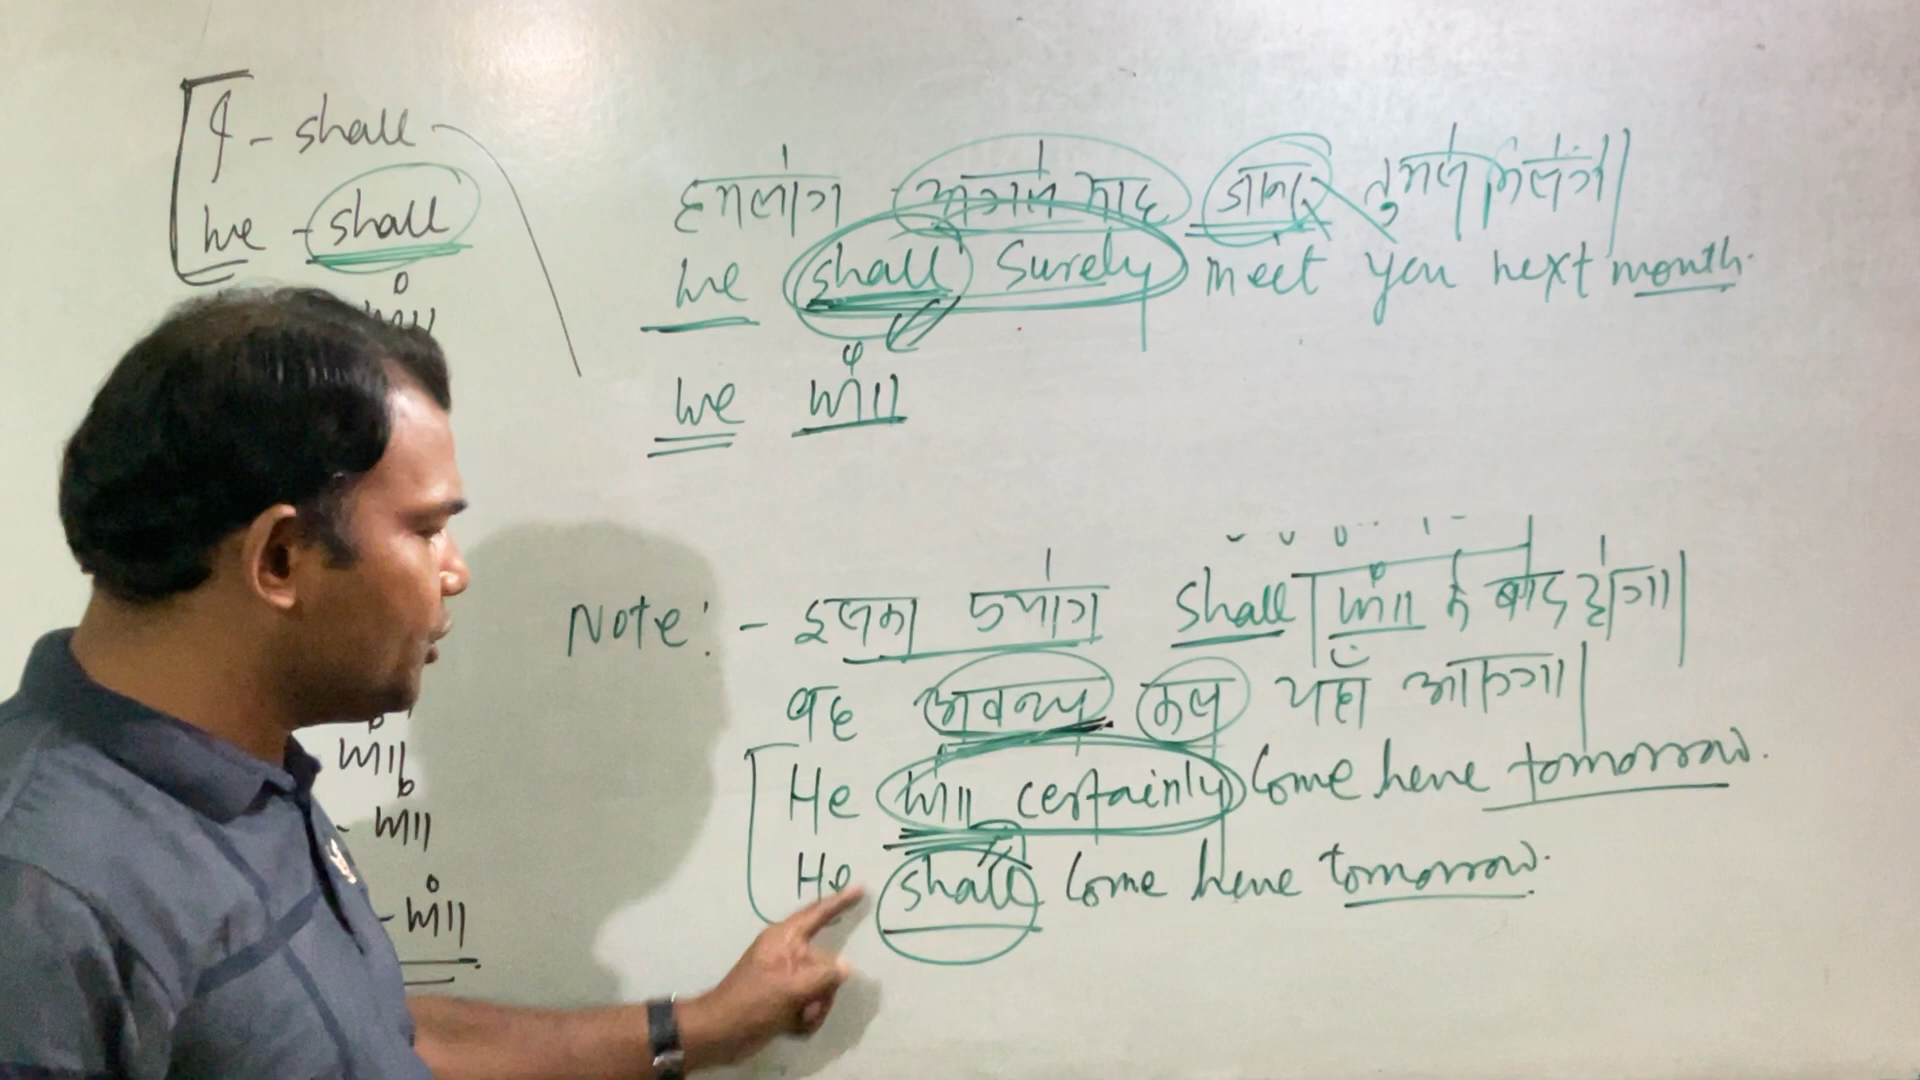 I - shall
we - shall
will
हमलोग अगले माह जरूर तुमसे मिलेंगे।
we shall surely meet you next month.
we will
Note :- इसका प्रयोग shall / will के बाद होगा।
वह अवश्य कल यहाँ आएगा।
He will certainly come here tomorrow.
He shall come here tomorrow.
will
- will
- will